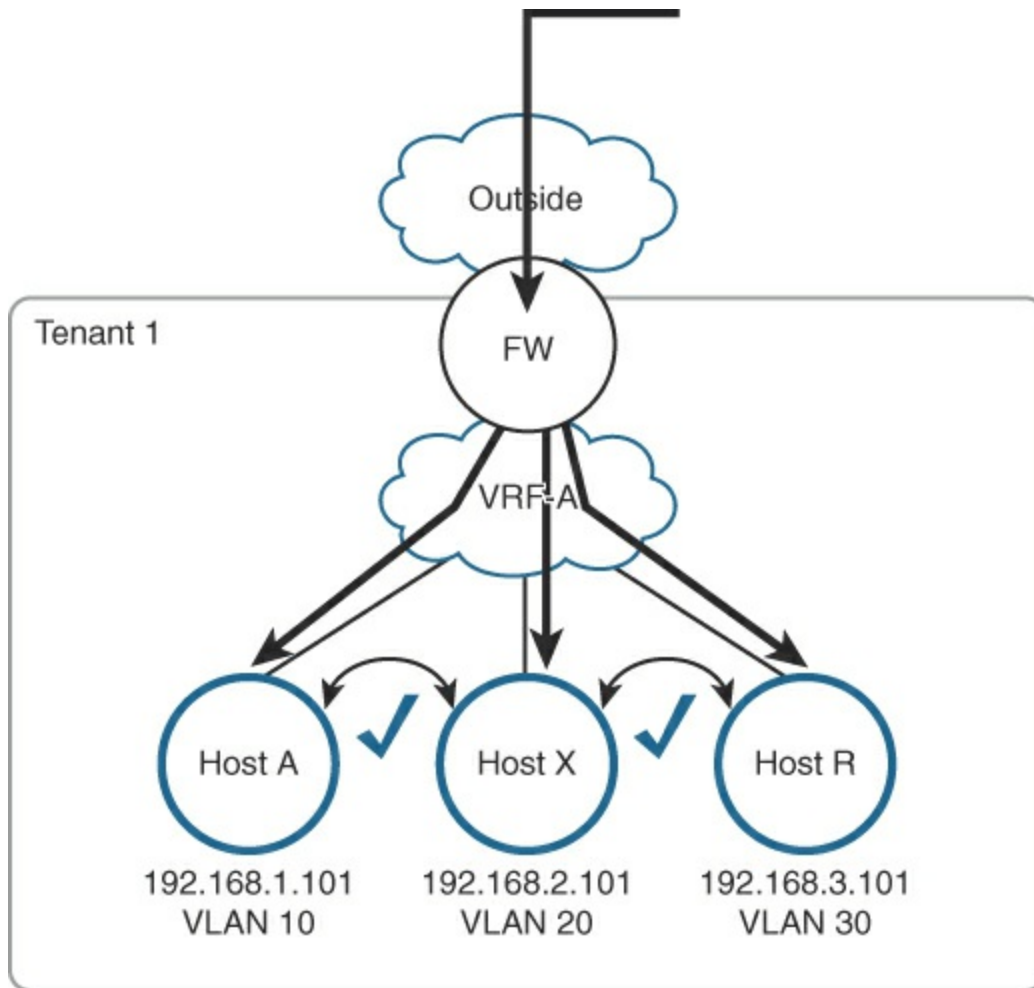 Outside
Tenant 1
FW
VRF-A
Host A
Host X
Host R
192.168.1.101
VLAN 10
192.168.2.101
VLAN 20
192.168.3.101
VLAN 30